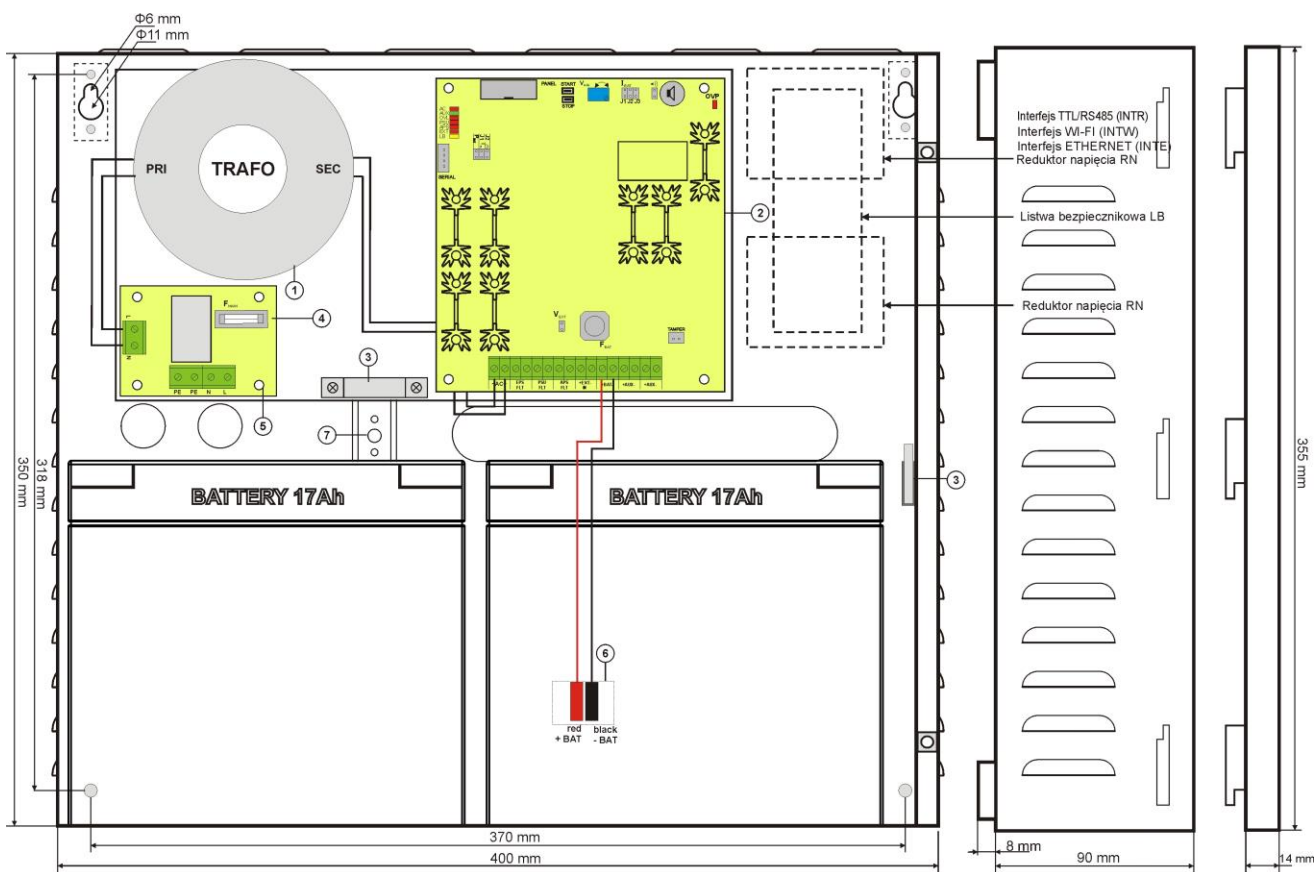 Φ6 mm
Φ11 mm
PRI
TRAFO
SEC
1
PANEL
START
STOP
J1 J2 J3
OVP
SERIAL
2
TAMPER
Interfejs TTL/RS485 (INTR)
Interfejs WI-FI (INTW)
Interfejs ETHERNET (INTE)
Reduktor napięcia RN
Listwa bezpiecznikowa LB
Reduktor napięcia RN
4
L
N
PE PE N L
5
3
7
3
BATTERY 17Ah
BATTERY 17Ah
6
red
+ BAT
black
- BAT
350 mm
318 mm
370 mm
400 mm
8 mm
90 mm
355 mm
14 mm